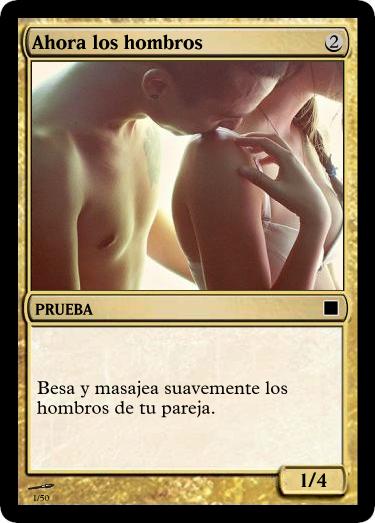 Ahora los hombros
2
PRUEBA
Besa y masajea suavemente los
hombros de tu pareja.
1/4
1/50